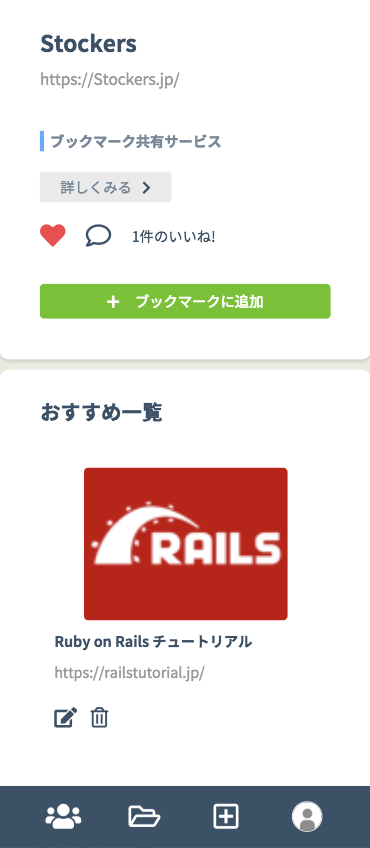 Stockers
https://Stockers.jp/
ブックマーク共有サービス
詳しくみる
1件のいいね!
ブックマークに追加
おすすめ一覧
RAILS
Ruby on Rails チュートリアル
https://railstutorial.jp/